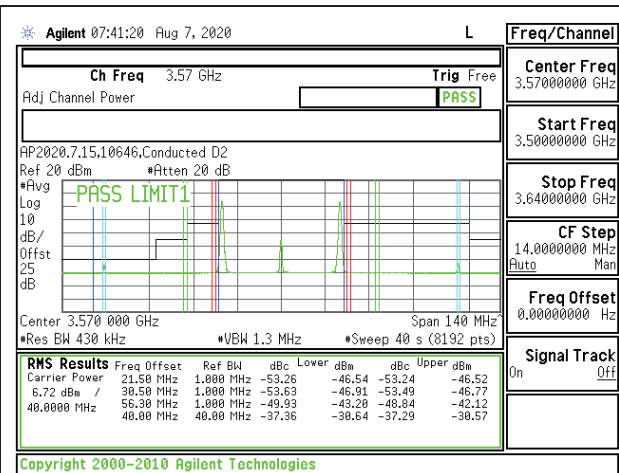 Agilent 07:41:20 Aug 7, 2020 L
Ch Freq 3.57 GHz Trig Free
Adj Channel Power PASS
AP2020.7.15,10646,Conducted D2
Ref 20 dBm #Atten 20 dB
#Avg
Log
10
dB/
Offst
25
dB
PASS LIMIT1
Center 3.570 000 GHz Span 140 MHz^
#Res BW 430 kHz #VBW 1.3 MHz #Sweep 40 s (8192 pts)
RMS Results Freq Offset Ref BW dBc Lower dBm dBc Upper dBm
Carrier Power 21.50 MHz 1.000 MHz -53.26 -46.54 -53.24 -46.52
6.72 dBm / 30.50 MHz 1.000 MHz -53.63 -46.91 -53.49 -46.77
40.0000 MHz 56.30 MHz 1.000 MHz -49.93 -43.20 -48.84 -42.12
40.00 MHz 40.00 MHz -37.36 -30.64 -37.29 -30.57
Copyright 2000-2010 Agilent Technologies
Freq/Channel
Center Freq
3.57000000 GHz
Start Freq
3.50000000 GHz
Stop Freq
3.64000000 GHz
CF Step
14.0000000 MHz
Auto Man
Freq Offset
0.00000000 Hz
Signal Track
On Off